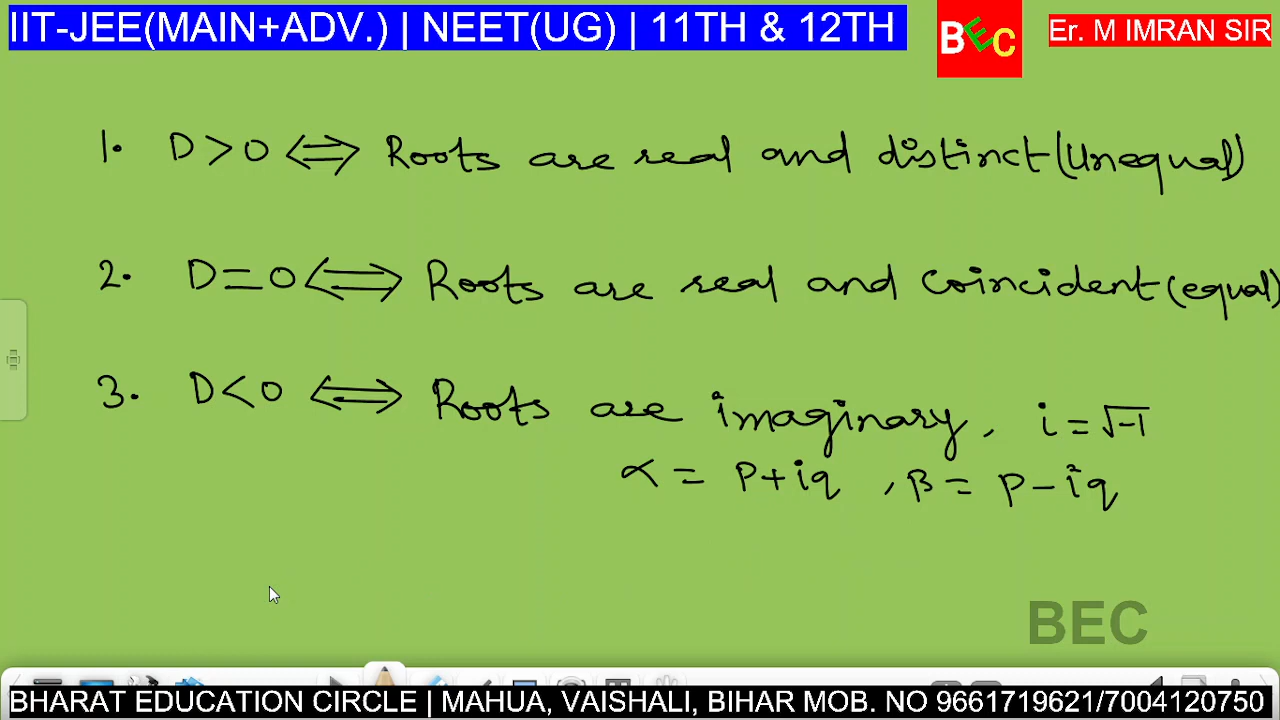 IIT-JEE(MAIN+ADV.) | NEET(UG) | 11TH & 12TH
BEC
Er. M IMRAN SIR
1. D>0 ⟺ Roots are real and distinct(Unequal)
2. D=0 ⟺ Roots are real and coincident(equal)
3. D<0 ⟺ Roots are imaginary, i=√-1
α = p+iq , β = p-iq
BEC
BHARAT EDUCATION CIRCLE | MAHUA, VAISHALI, BIHAR MOB. NO 9661719621/7004120750